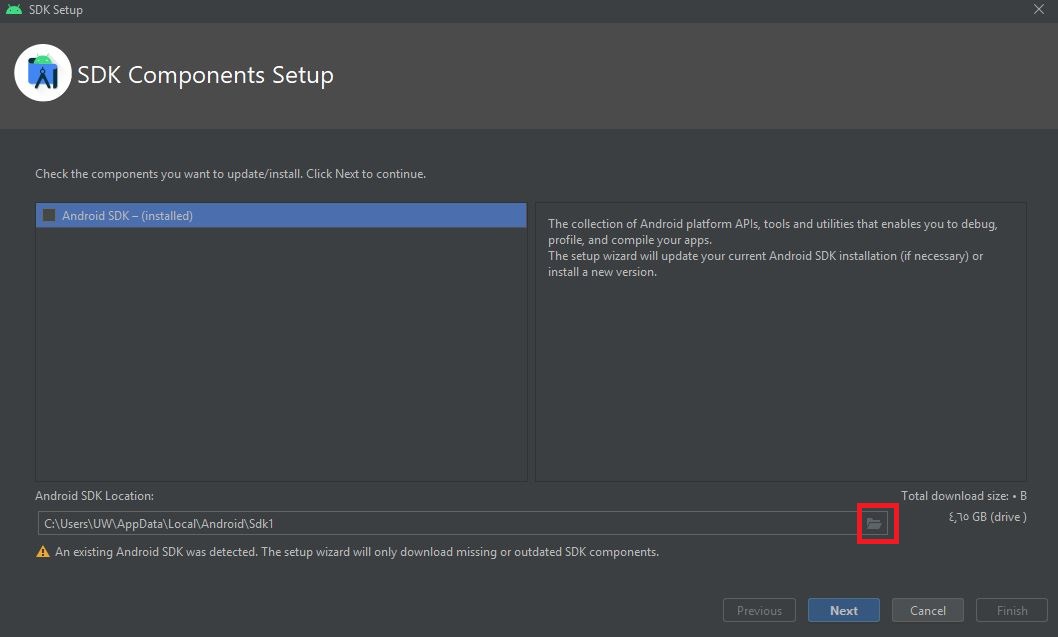 SDK Setup
SDK Components Setup
Check the components you want to update/install. Click Next to continue.
Android SDK – (installed)
The collection of Android platform APIs, tools and utilities that enables you to debug,
profile, and compile your apps.
The setup wizard will update your current Android SDK installation (if necessary) or
install a new version.
Android SDK Location:
Total download size: ٠ B
C:\Users\UW\AppData\Local\Android\Sdk1
٤,٦٥ GB (drive )
An existing Android SDK was detected. The setup wizard will only download missing or outdated SDK components.
Previous
Next
Cancel
Finish